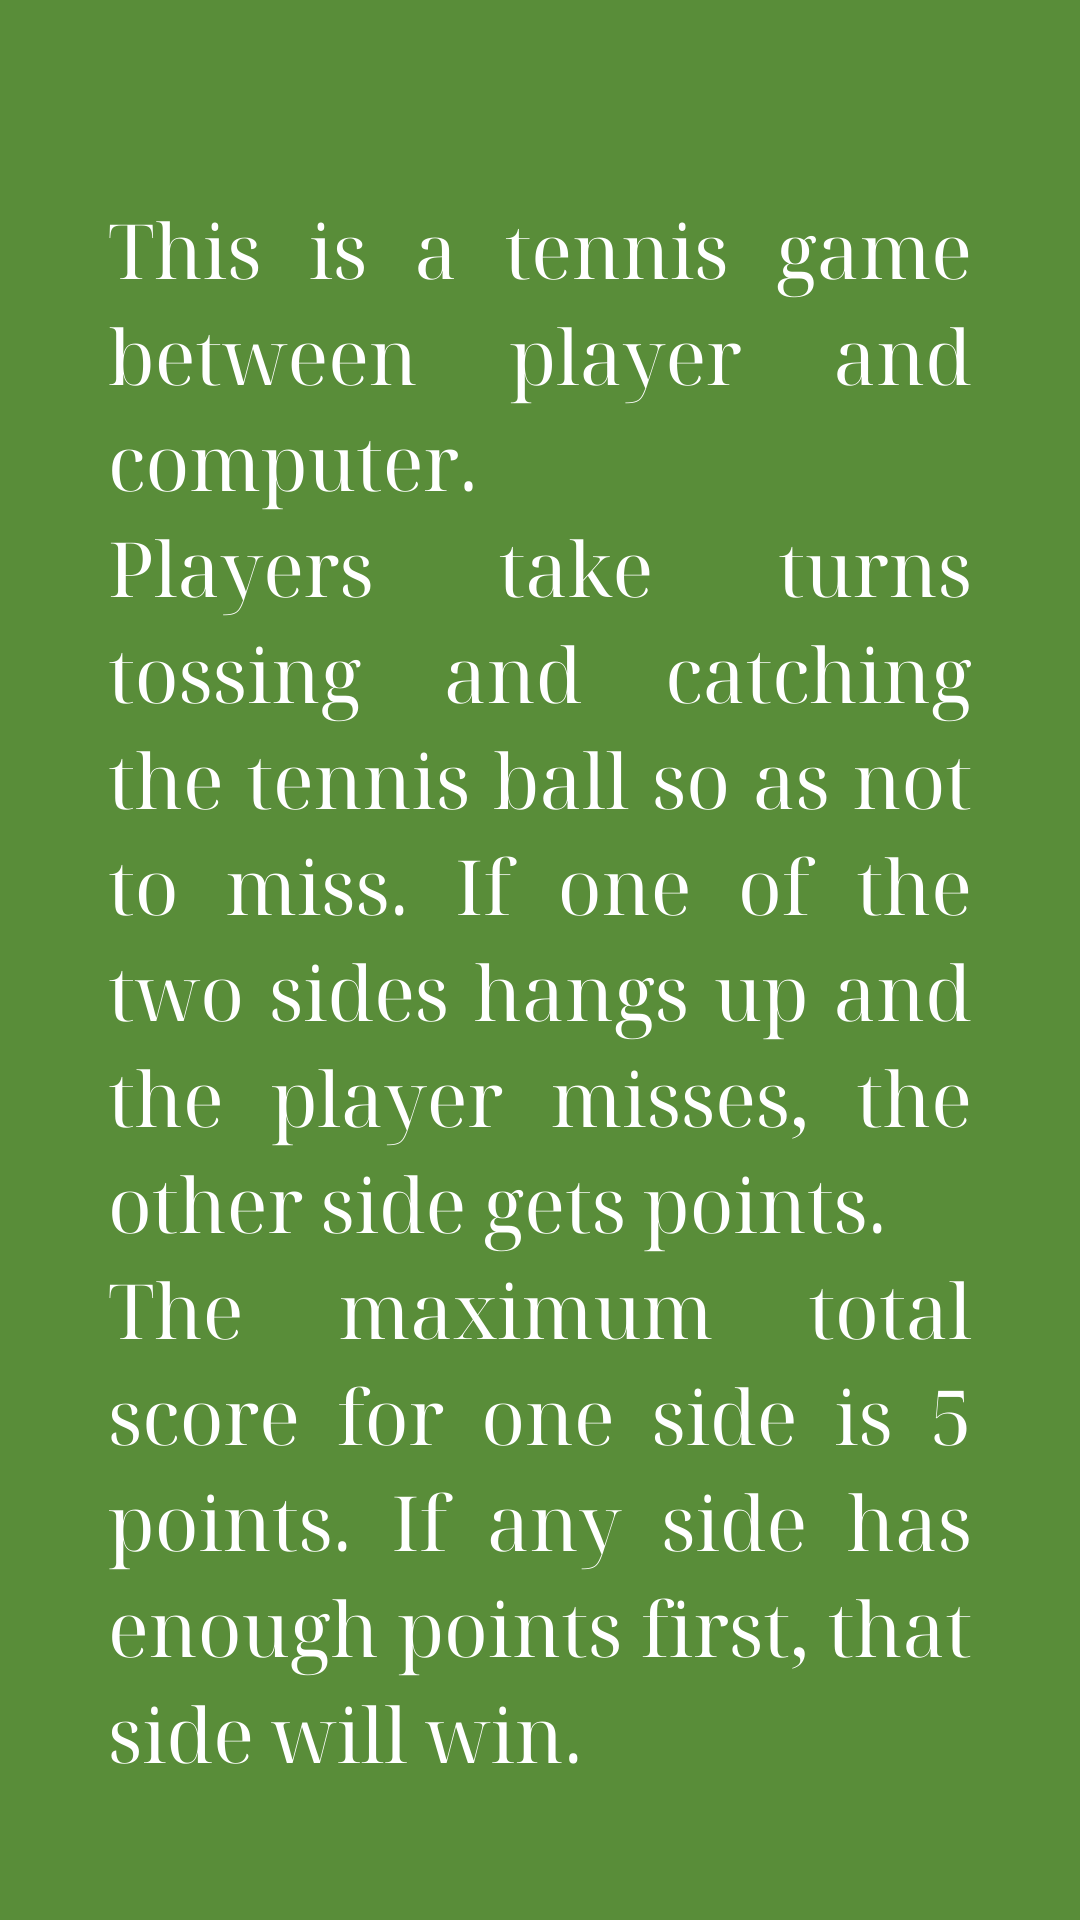 This is a tennis game
between player and
computer.
Players take turns
tossing and catching
the tennis ball so as not
to miss. If one of the
two sides hangs up and
the player misses, the
other side gets points.
The maximum total
score for one side is 5
points. If any side has
enough points first, that
side will win.